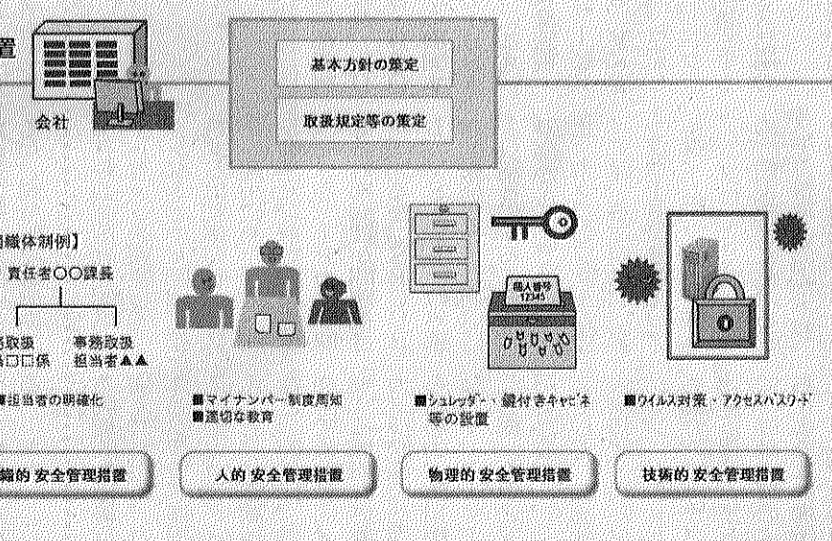 置
会社
基本方針の策定
取扱規定等の策定
織体制例】
責任者〇〇課長
務取扱
当□□係
事務取扱
担当者▲▲
■担当者の明確化
■マイナンバー制度周知
■適切な教育
個人番号
12345
■シュレッダー・鍵付きキャビネ
等の設置
■ウイルス対策・アクセスパスワード
織的 安全管理措置
人的 安全管理措置
物理的 安全管理措置
技術的 安全管理措置